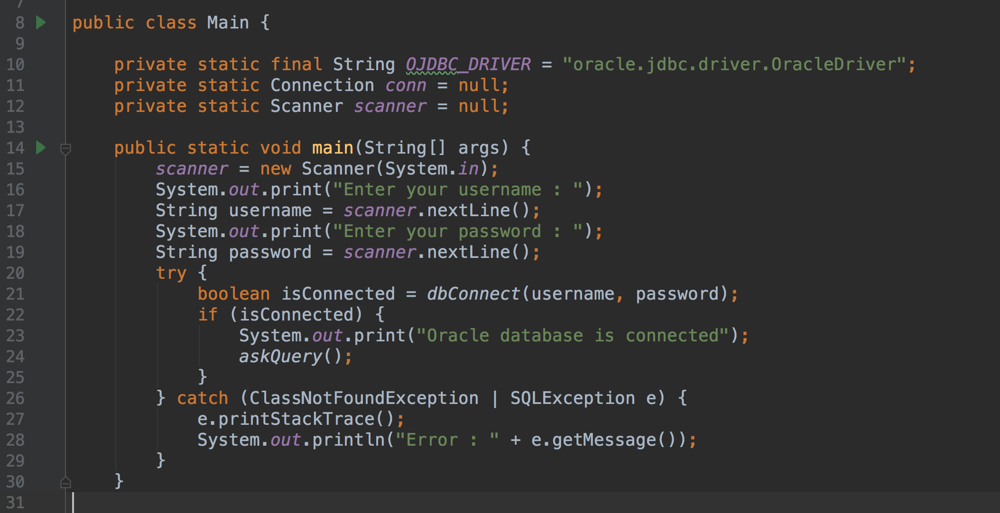 7
8 public class Main {
9
10 private static final String OJDBC_DRIVER = "oracle.jdbc.driver.OracleDriver";
11 private static Connection conn = null;
12 private static Scanner scanner = null;
13
14 public static void main(String[] args) {
15 scanner = new Scanner(System.in);
16 System.out.print("Enter your username : ");
17 String username = scanner.nextLine();
18 System.out.print("Enter your password : ");
19 String password = scanner.nextLine();
20 try {
21 boolean isConnected = dbConnect(username, password);
22 if (isConnected) {
23 System.out.print("Oracle database is connected");
24 askQuery();
25 }
26 } catch (ClassNotFoundException | SQLException e) {
27 e.printStackTrace();
28 System.out.println("Error : " + e.getMessage());
29 }
30 }
31